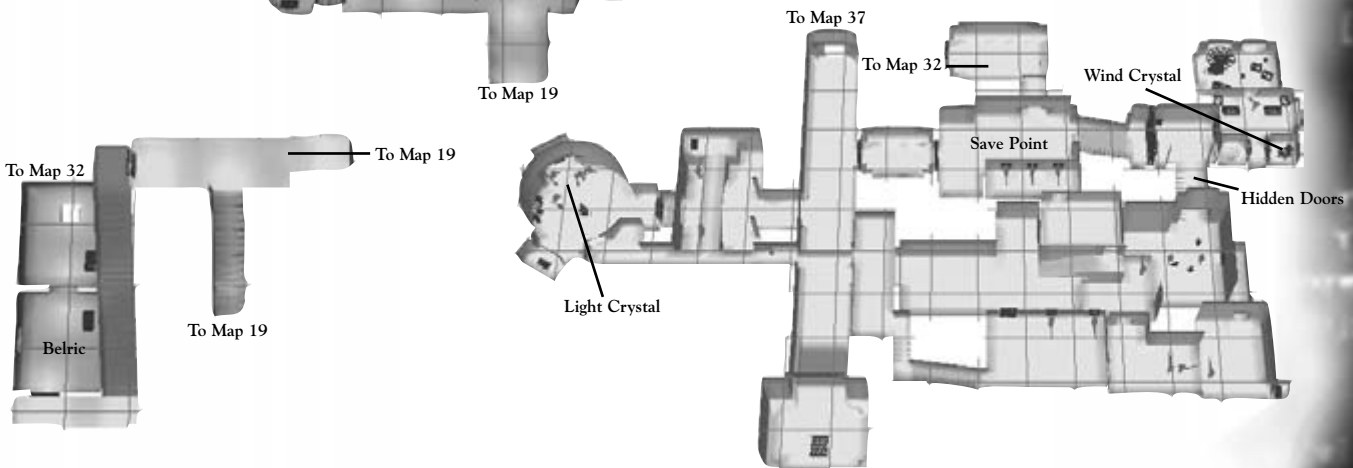 To Map 37
To Map 32
Wind Crystal
To Map 19
Save Point
To Map 19
To Map 32
Hidden Doors
Light Crystal
To Map 19
Belric